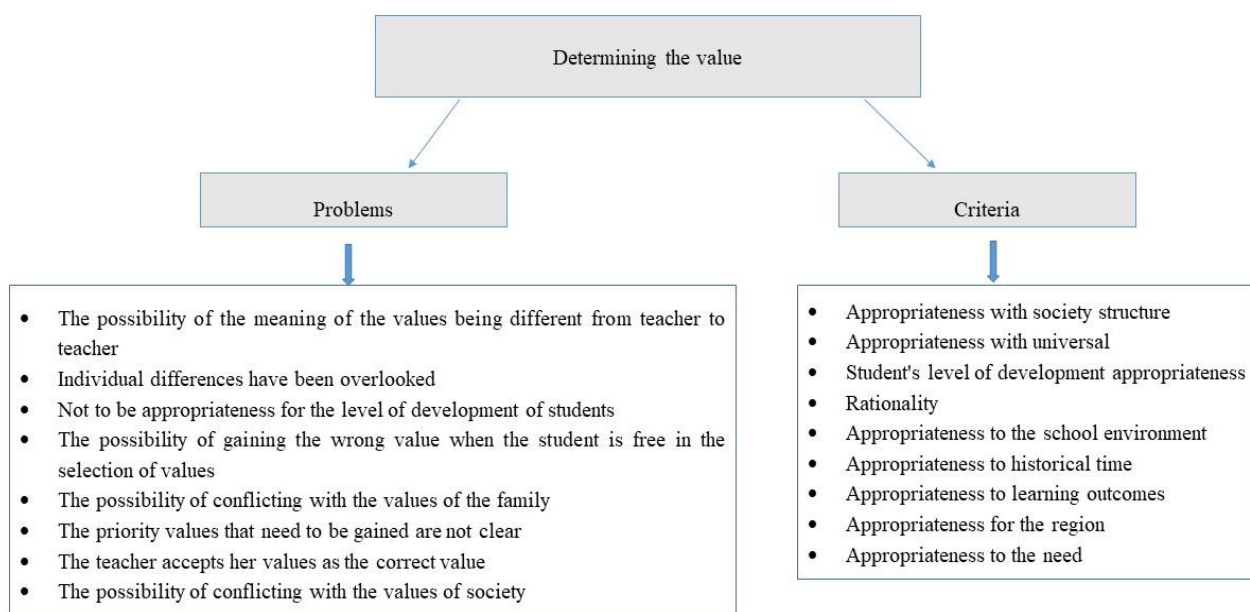 Determining the value
Problems
Criteria
• The possibility of the meaning of the values being different from teacher to
teacher
• Individual differences have been overlooked
• Not to be appropriateness for the level of development of students
• The possibility of gaining the wrong value when the student is free in the
selection of values
• The possibility of conflicting with the values of the family
• The priority values that need to be gained are not clear
• The teacher accepts her values as the correct value
• The possibility of conflicting with the values of society
• Appropriateness with society structure
• Appropriateness with universal
• Student's level of development appropriateness
• Rationality
• Appropriateness to the school environment
• Appropriateness to historical time
• Appropriateness to learning outcomes
• Appropriateness for the region
• Appropriateness to the need